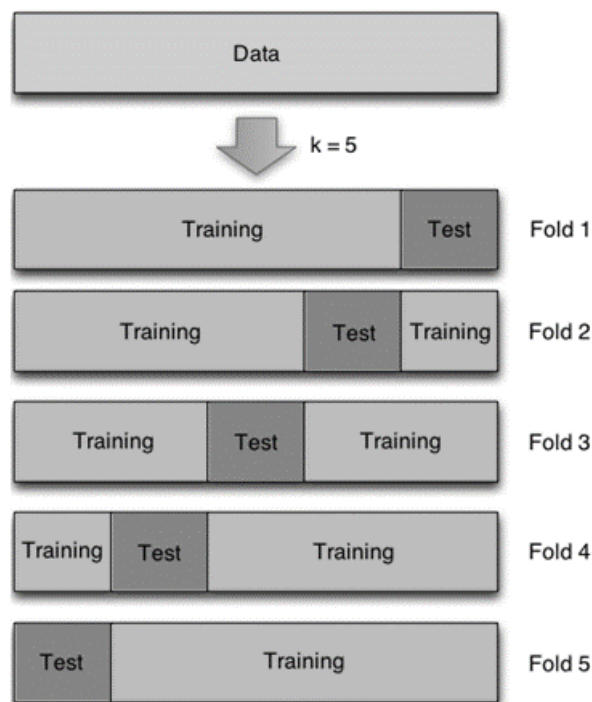 Data
k = 5
Training Test Fold 1
Training Test Training Fold 2
Training Test Training Fold 3
Training Test Training Fold 4
Test Training Fold 5